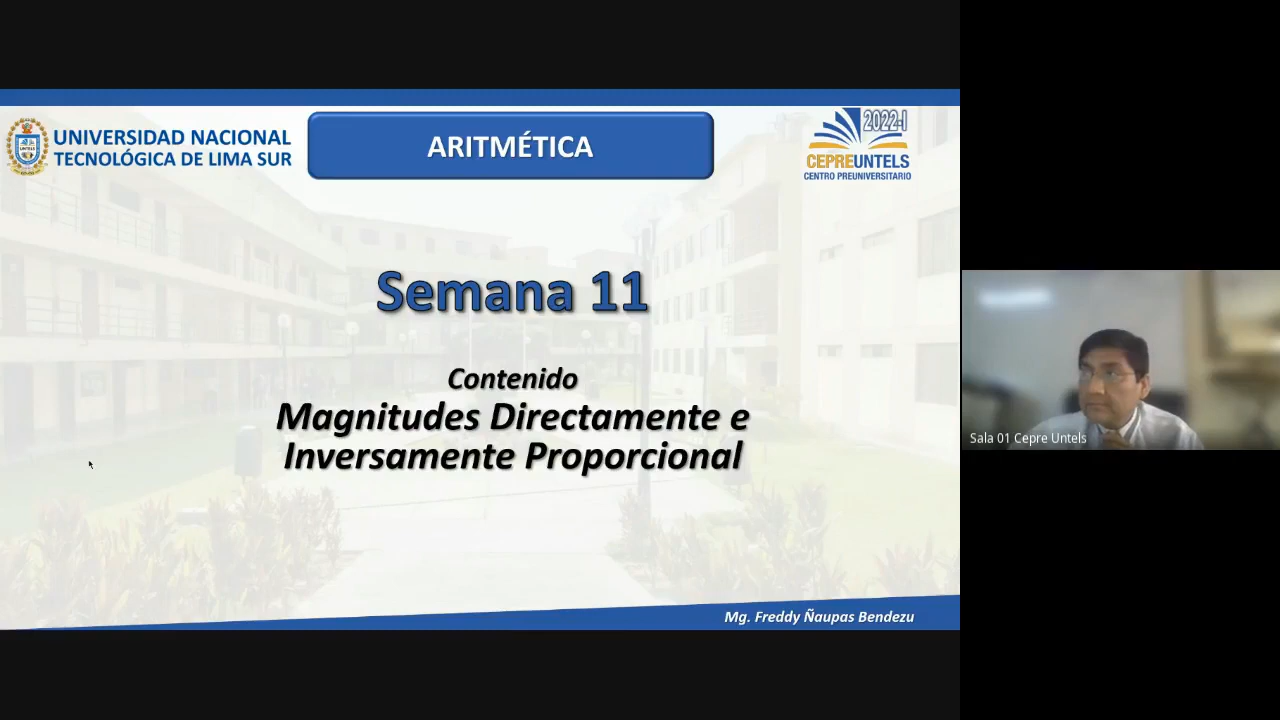 UNIVERSIDAD NACIONAL
TECNOLÓGICA DE LIMA SUR
ARITMÉTICA
2022-I
CEPREUNTELS
CENTRO PREUNIVERSITARIO
Semana 11
Contenido
Magnitudes Directamente e
Inversamente Proporcional
Sala 01 Cepre Untels
Mg. Freddy Ñaupas Bendezu